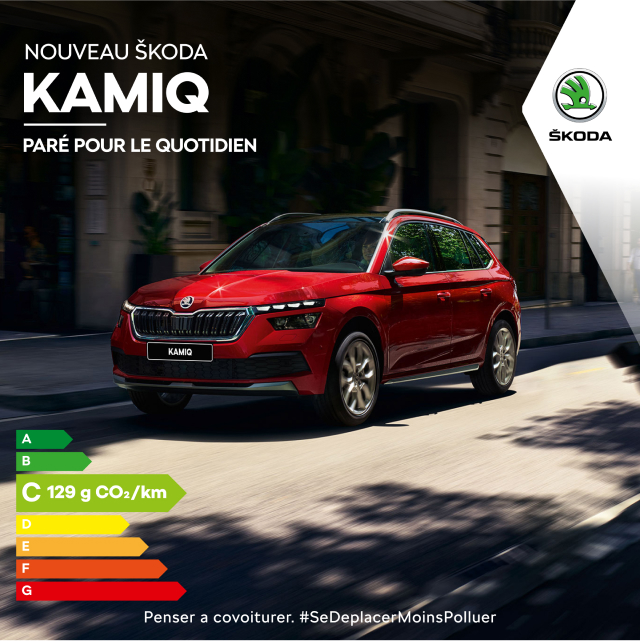 NOUVEAU ŠKODA
KAMIQ
PARÉ POUR LE QUOTIDIEN
ŠKODA
KAMIQ
A
B
C 129 g CO₂/km
D
E
F
G
Penser a covoiturer. #SeDeplacerMoinsPolluer